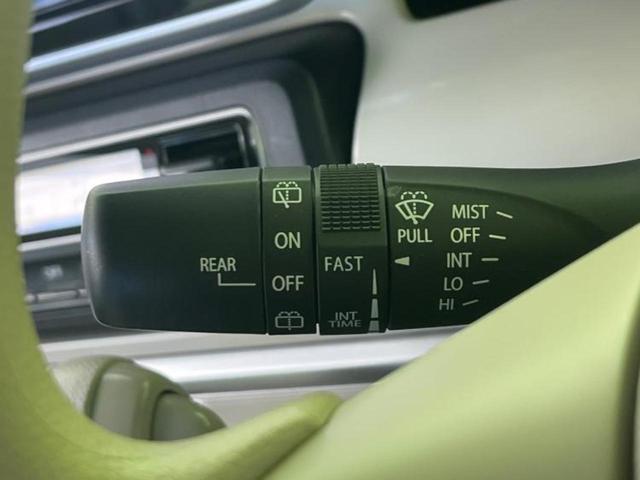 REAR
ON
OFF
FAST
INT
TIME
PULL
MIST
OFF
INT
LO
HI